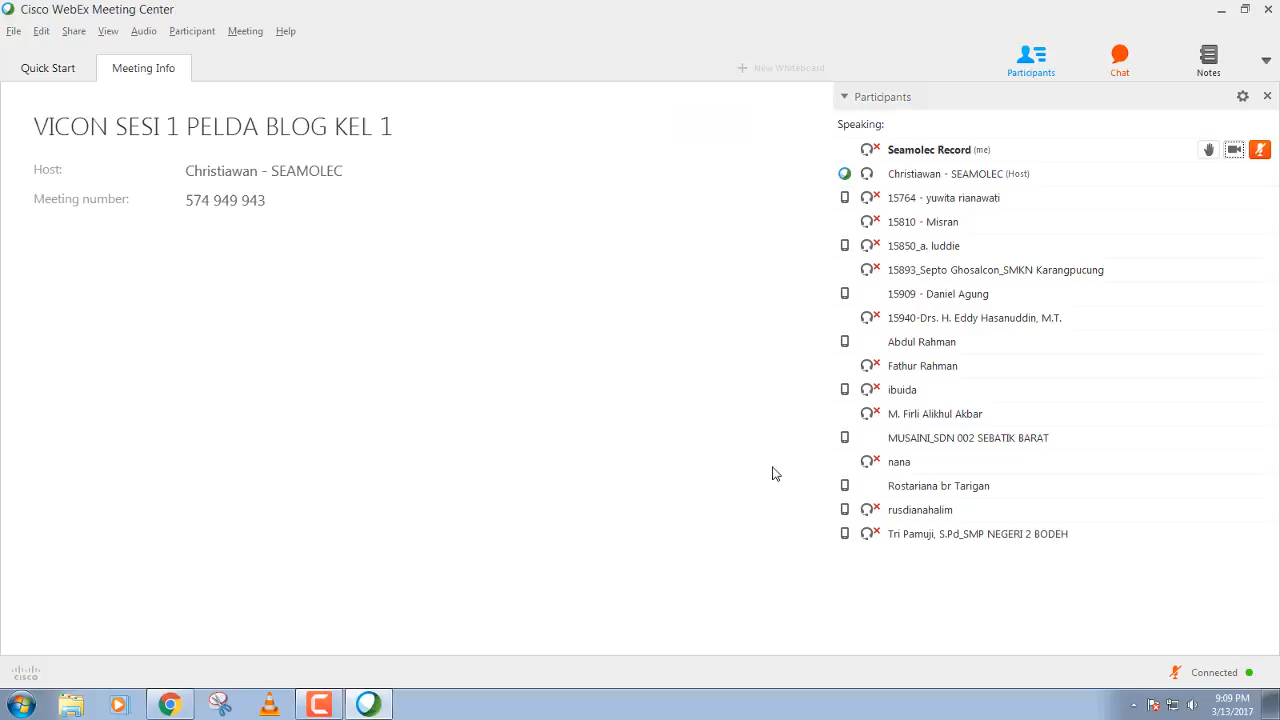 Cisco WebEx Meeting Center
File Edit Share View Audio Participant Meeting Help
Quick Start Meeting Info
New Whiteboard
Participants Chat Notes
Participants
VICON SESI 1 PELDA BLOG KEL 1
Host: Christiawan - SEAMOLEC
Meeting number: 574 949 943
Speaking:
Seamolec Record (me)
Christiawan - SEAMOLEC (Host)
15764 - yuwita rianawati
15810 - Misran
15850_a. luddie
15893_Septo Ghosalcon_SMKN Karangpucung
15909 - Daniel Agung
15940-Drs. H. Eddy Hasanuddin, M.T.
Abdul Rahman
Fathur Rahman
ibuida
M. Firli Alikhul Akbar
MUSAINI_SDN 002 SEBATIK BARAT
nana
Rostariana br Tarigan
rusdianahalim
Tri Pamuji, S.Pd_SMP NEGERI 2 BODEH
cisco
Connected
9:09 PM
3/13/2017